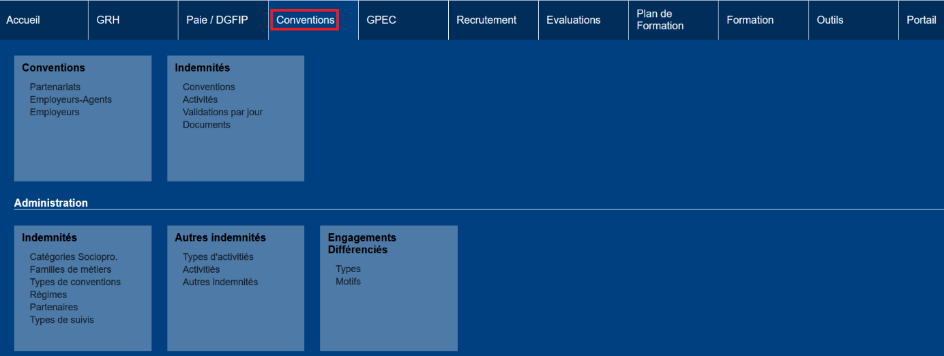 Accueil GRH Paie / DGFIP Conventions GPEC Recrutement Evaluations Plan de Formation Formation Outils Portail
Conventions
Partenariats
Employeurs-Agents
Employeurs
Indemnités
Conventions
Activités
Validations par jour
Documents
Administration
Indemnités
Catégories Sociopro.
Familles de métiers
Types de conventions
Régimes
Partenaires
Types de suivis
Autres indemnités
Types d'activitiés
Activitiés
Autres indemnités
Engagements
Différenciés
Types
Motifs